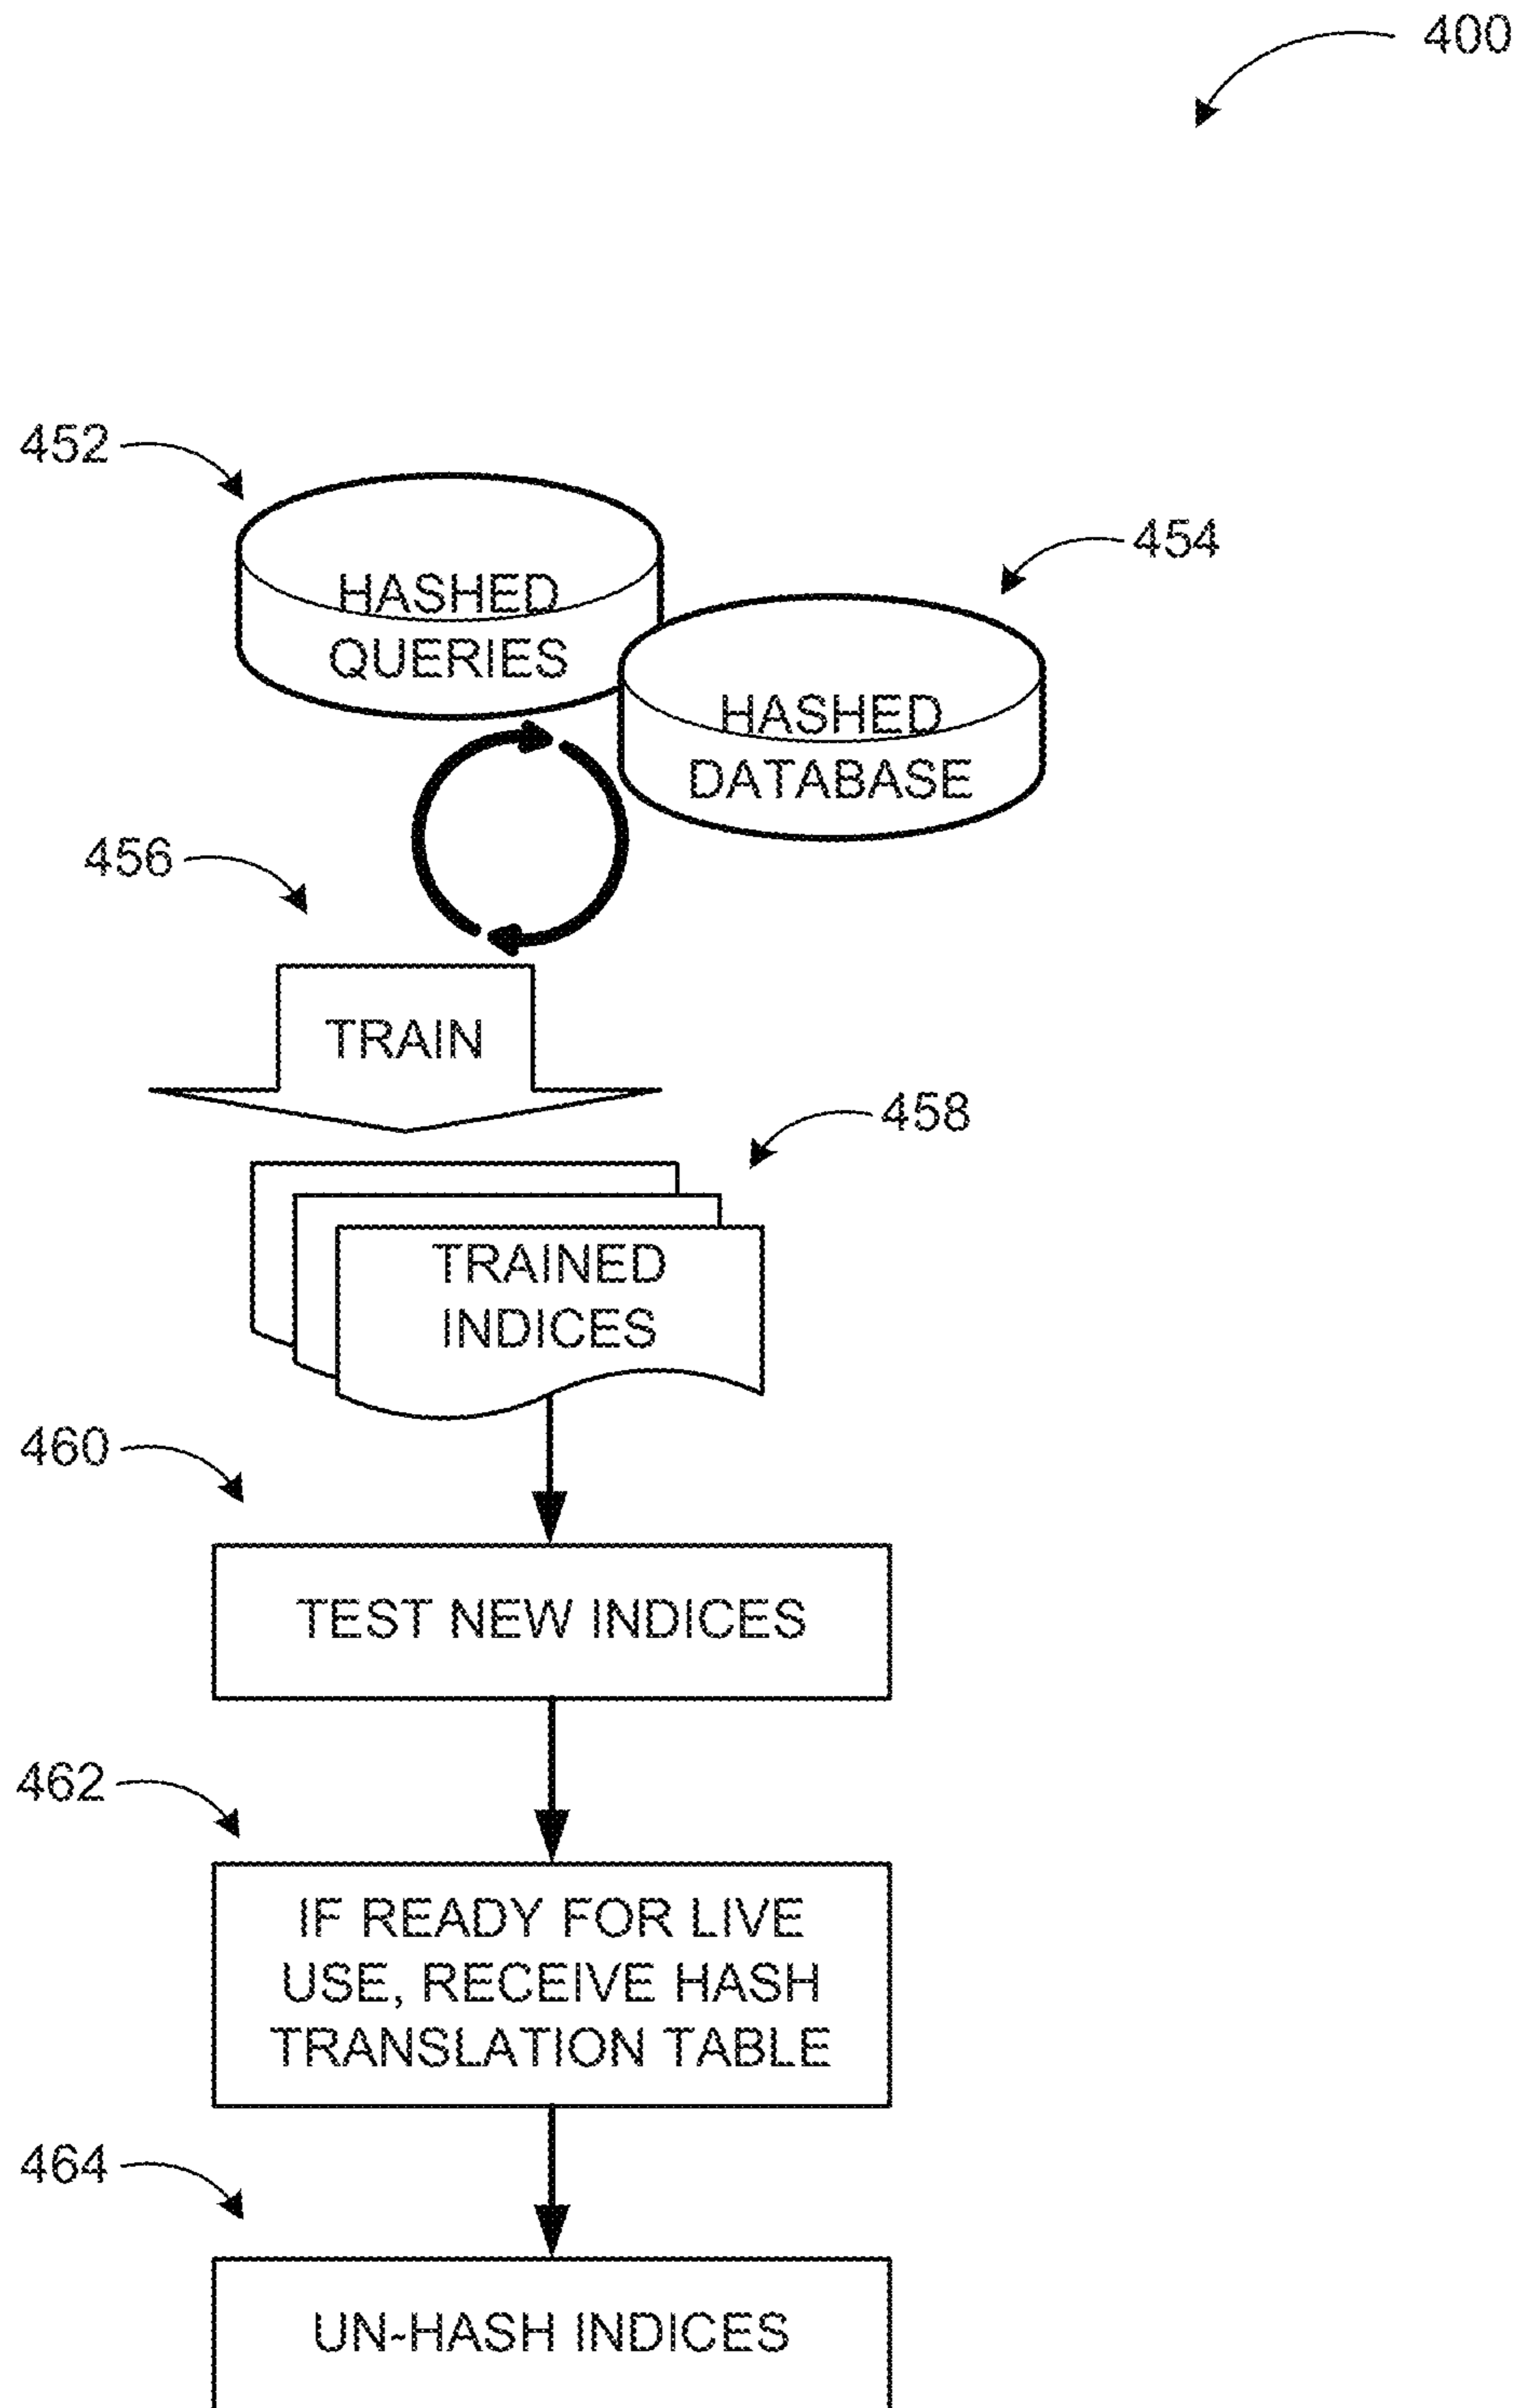 400
452
HASHED
QUERIES
454
HASHED
DATABASE
456
TRAIN
458
TRAINED
INDICES
460
TEST NEW INDICES
462
IF READY FOR LIVE
USE, RECEIVE HASH
TRANSLATION TABLE
464
UN-HASH INDICES